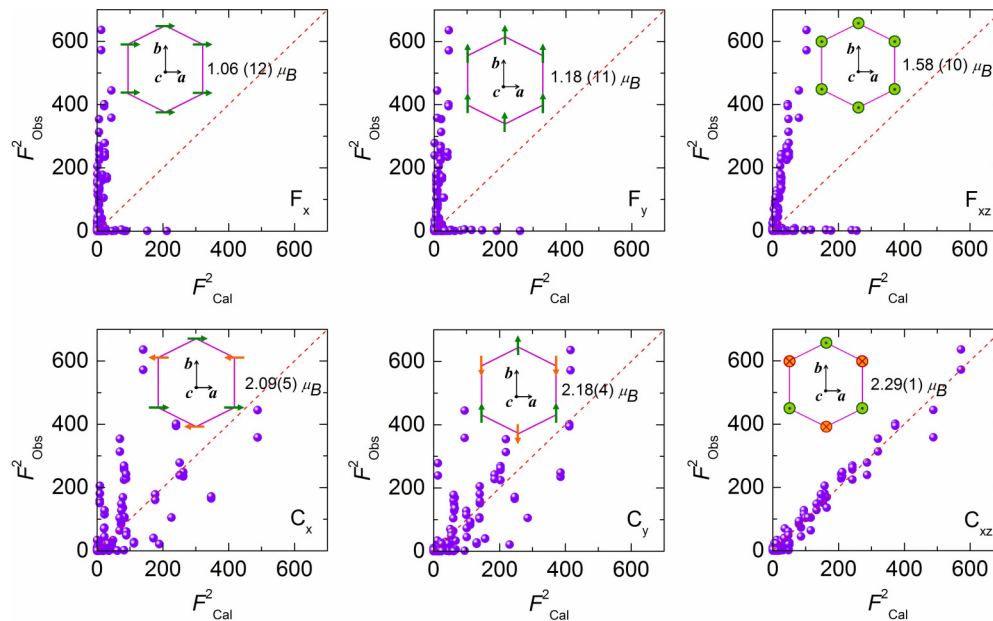 600
400
200
0
0 200 400 600
F²Obs
F²Cal
b
c a
1.06 (12) μB
Fx
600
400
200
0
0 200 400 600
F²Obs
F²Cal
b
c a
1.18 (11) μB
Fy
600
400
200
0
0 200 400 600
F²Obs
F²Cal
b
c a
1.58 (10) μB
Fxz
600
400
200
0
0 200 400 600
F²Obs
F²Cal
b
c a
2.09(5) μB
Cx
600
400
200
0
0 200 400 600
F²Obs
F²Cal
b
c a
2.18(4) μB
Cy
600
400
200
0
0 200 400 600
F²Obs
F²Cal
b
c a
2.29(1) μB
Cxz